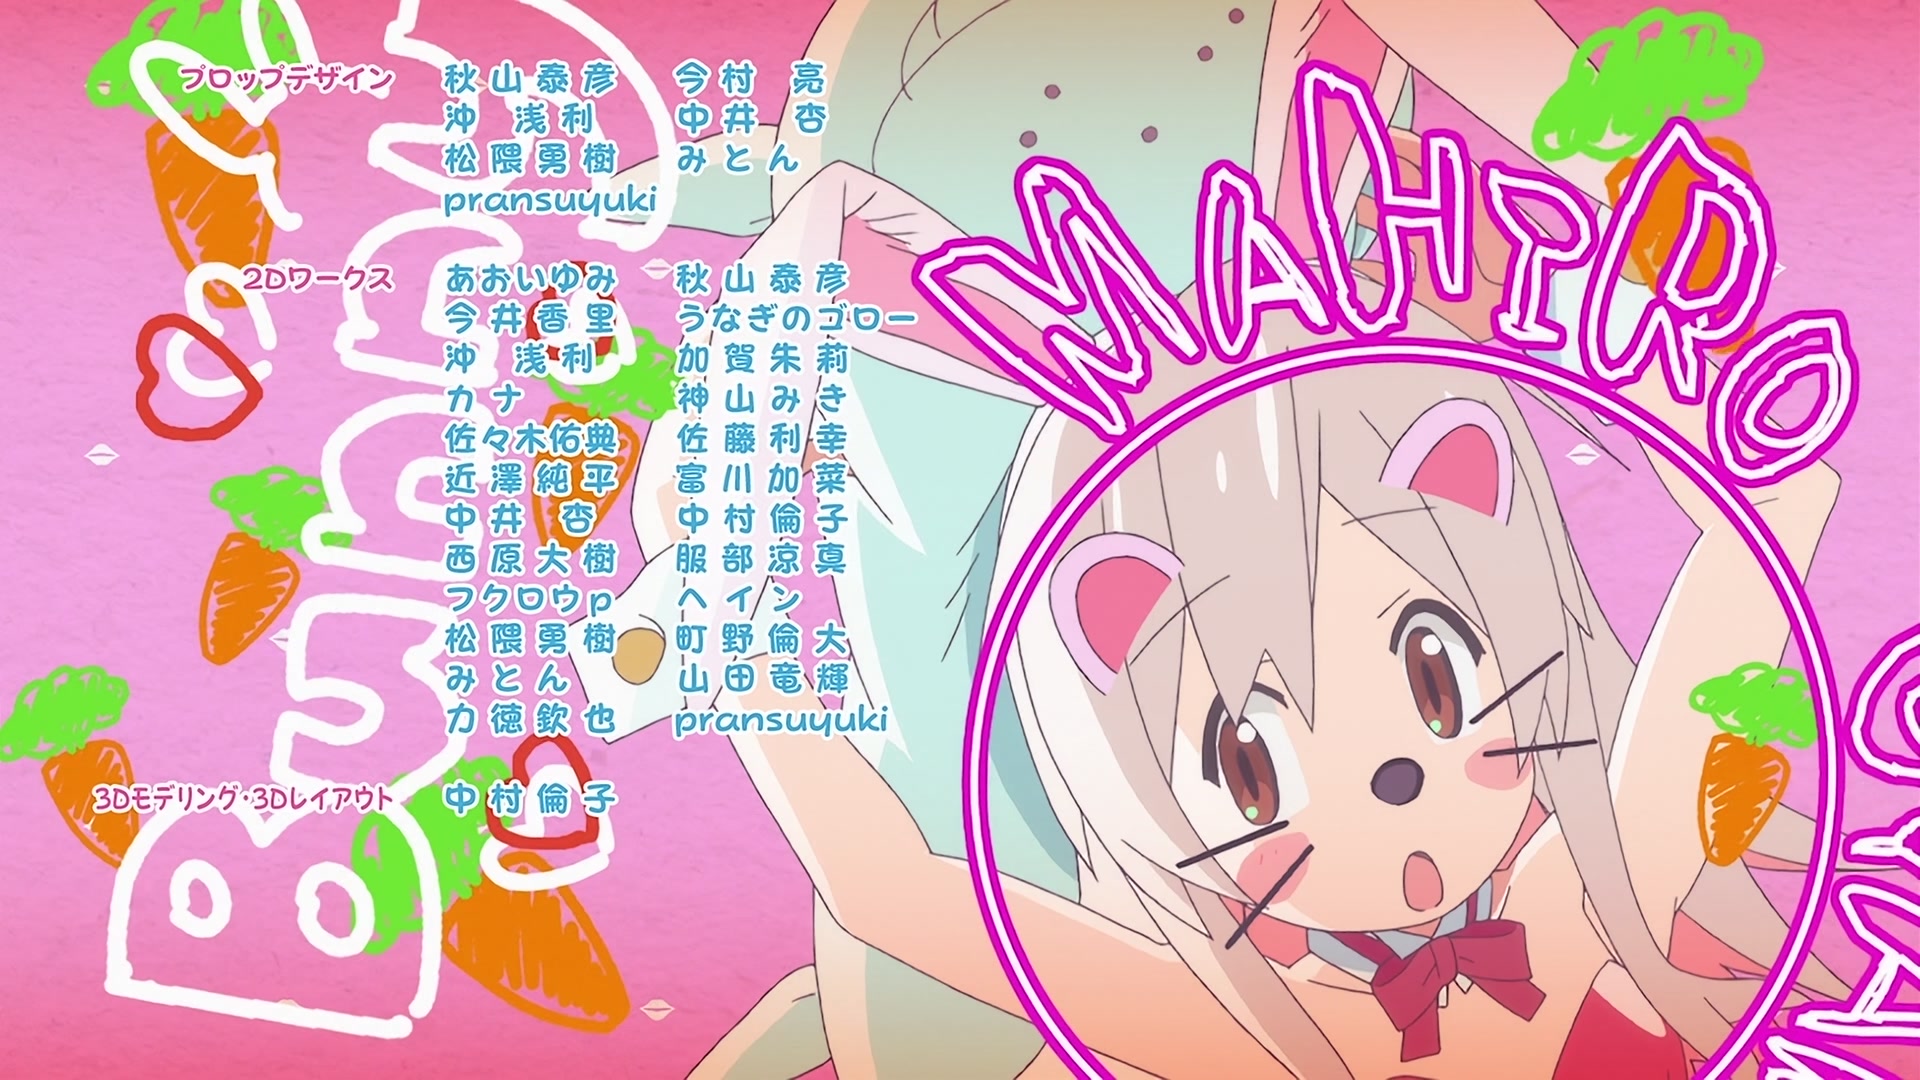 プロップデザイン 秋山泰彦 今村 亮
沖 浅利 中井 杏
松隈勇樹 みとん
pransuyuki
2Dワークス あおいゆみ 秋山泰彦
今井香里 うなぎのゴロー
沖 浅利 加賀朱莉
カナ 神山みき
佐々木佑典 佐藤利幸
近澤純平 富川加菜
中井 杏 中村倫子
西原大樹 服部涼真
フクロウp ヘイン
松隈勇樹 町野倫大
みとん 山田竜輝
力徳欽也 pransuyuki
3Dモデリング・3Dレイアウト 中村倫子
Bunny
MAHIRO